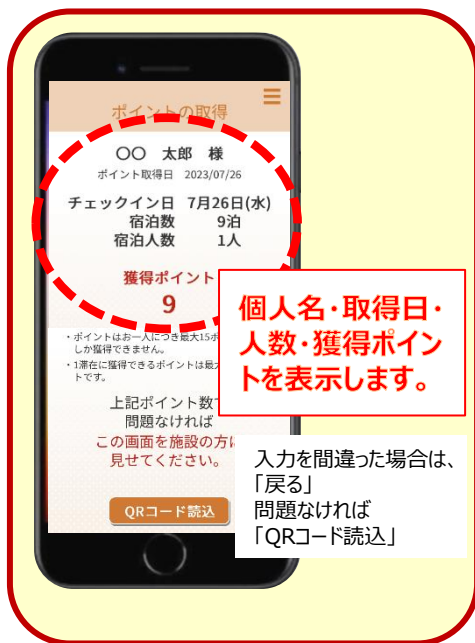 ポイントの取得
〇〇 太郎 様
ポイント取得日 2023/07/26
チェックイン日 7月26日(水)
宿泊数 9泊
宿泊人数 1人
獲得ポイント
9
・ポイントはお一人につき最大15ポ
しか獲得できません。
・1滞在に獲得できるポイントは最大
トです。
上記ポイント数で
問題なければ
この画面を施設の方に
見せてください。
QRコード読込
個人名・取得日・
人数・獲得ポイン
トを表示します。
入力を間違った場合は、
「戻る」
問題なければ
「QRコード読込」